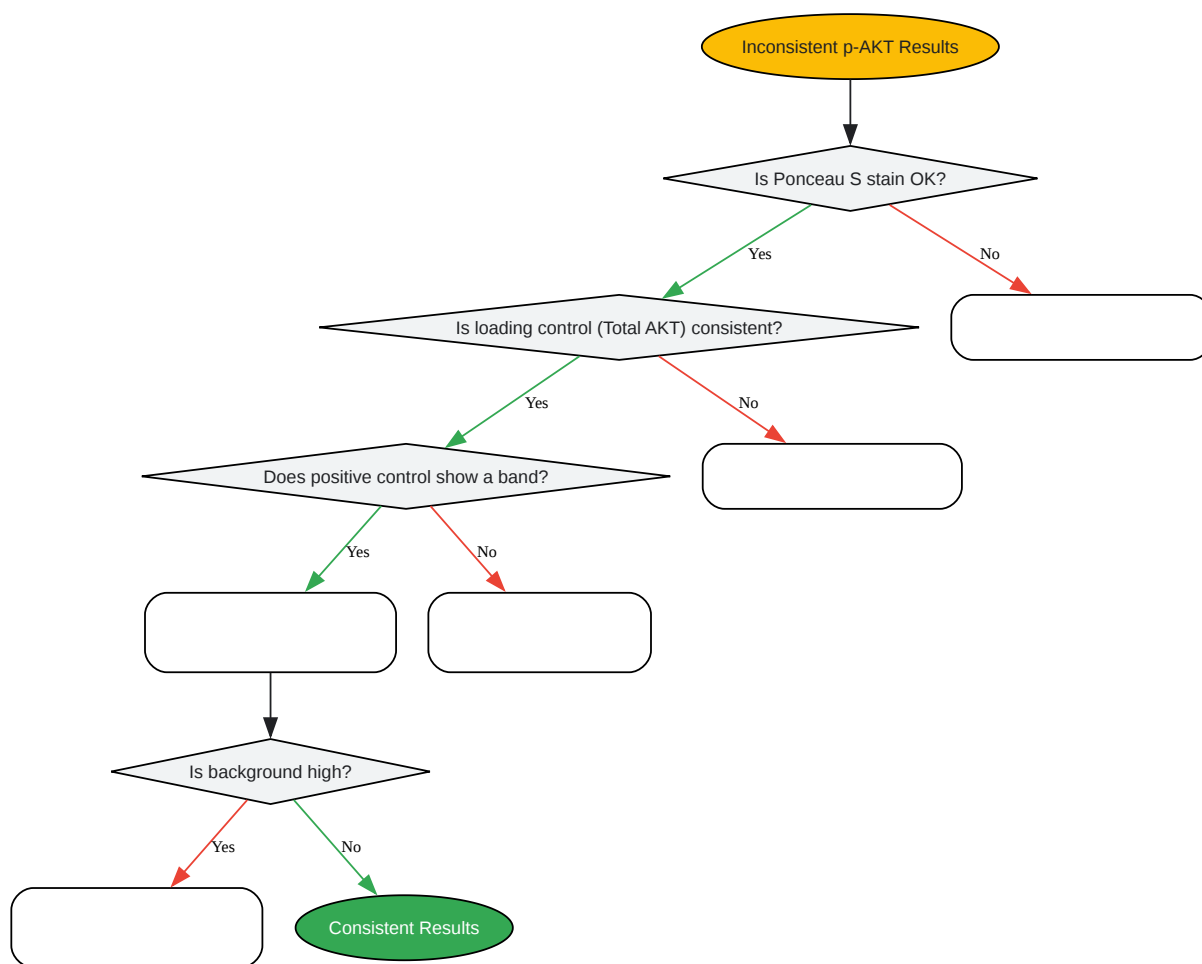 Inconsistent p-AKT Results
Is Ponceau S stain OK?
Yes
No
Is loading control (Total AKT) consistent?
Yes
No
Does positive control show a band?
Yes
No
Is background high?
Yes
No
Consistent Results